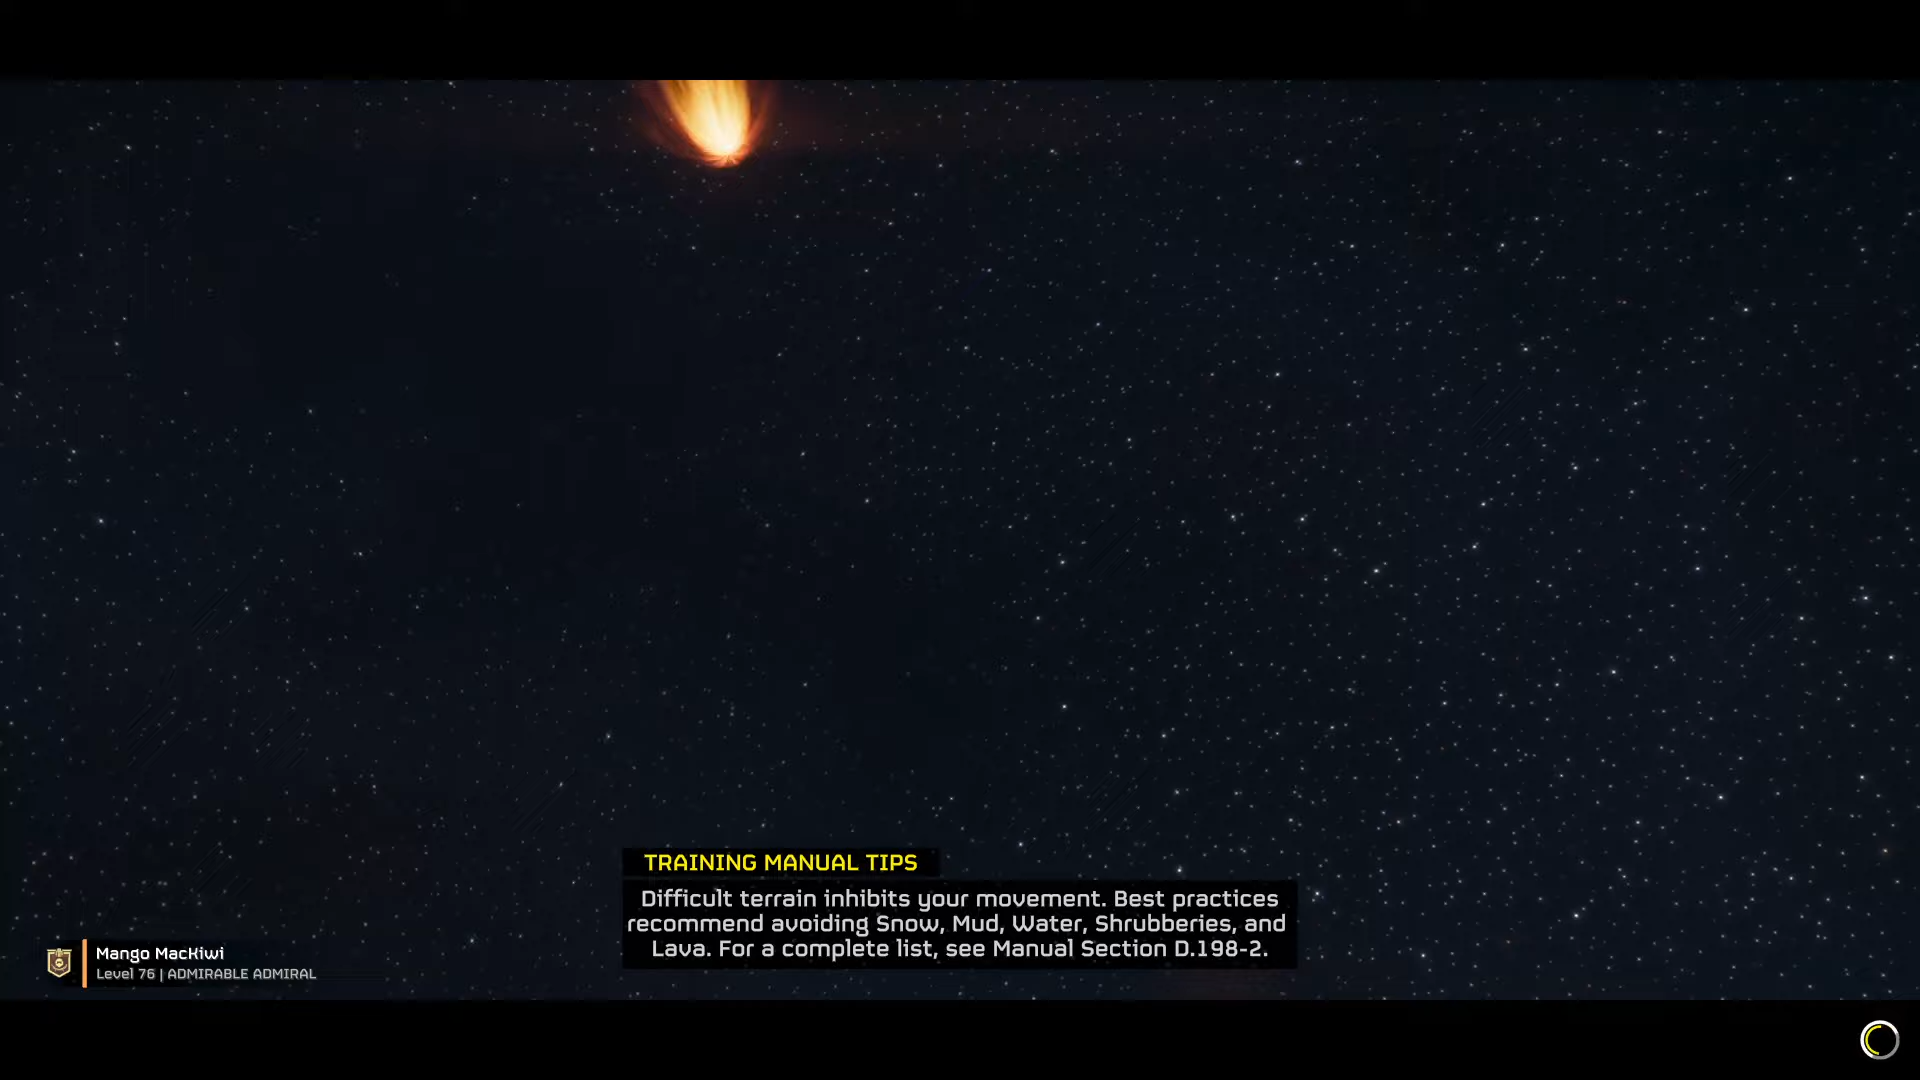 TRAINING MANUAL TIPS
Difficult terrain inhibits your movement. Best practices
recommend avoiding Snow, Mud, Water, Shrubberies, and
Lava. For a complete list, see Manual Section D.198-2.
Mango MacKiwi
Level 76 | ADMIRABLE ADMIRAL